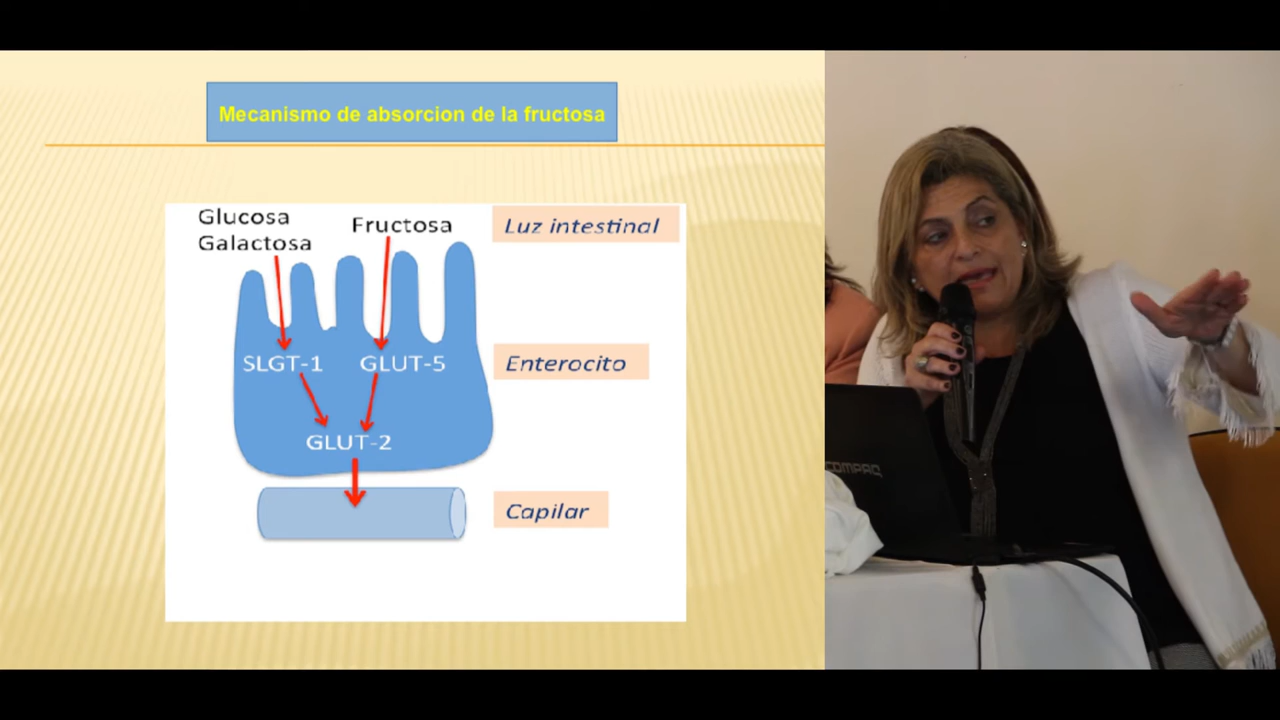 Mecanismo de absorcion de la fructosa
Glucosa
Galactosa
Fructosa
Luz intestinal
SLGT-1
GLUT-5
Enterocito
GLUT-2
Capilar
COMPAQ